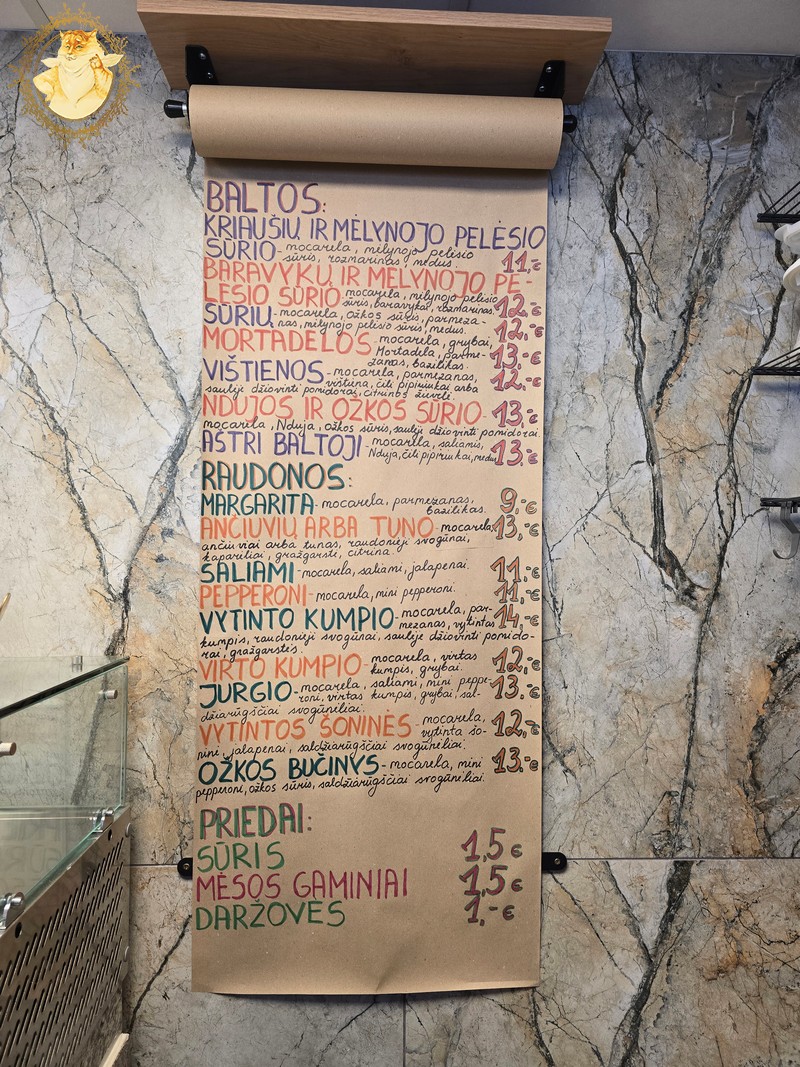 BALTOS:
KRIAUŠIŲ IR MĖLYNOJO PELĖSIO
SŪRIO-mocarela, mėlynojo pelėsio
sūris, rozmarinas, medus. 11,-€
BARAVYKŲ IR MĖLYNOJO PE-
LĖSIO SŪRIO-mocarela, mėlynojo pelėsio
sūris, baravykai, rozmarinas. 12,-€
SŪRIŲ-mocarela, ožkos sūris, parmeza-
nas, mėlynojo pelėsio sūris, medus. 12,-€
MORTADELOS-mocarela, grybai,
Mortadela, parme-
zanas, bazilikas. 13,-€
VIŠTIENOS-mocarela, parmezanas,
vištiena, čili pipiriukai arba 12,-€
saulėje džiovinti pomidorai, citrinos žievelė.
NDUJOS IR OŽKOS SŪRIO- 13,-€
mocarela, Nduja, ožkos sūris, saulėje džiovinti pomidorai.
AŠTRI BALTOJI-mocarela, saliamis,
Nduja, čili pipiriukai, medus 13,-€
RAUDONOS:
MARGARITA-mocarela, parmezanas,
bazilikas. 9,-€
ANČIUVIŲ ARBA TUNO-mocarela, 13,-€
ančiuviai arba tunas, raudonieji svogūnai,
kaparėliai, gražgarstė, citrina.
SALIAMI-mocarela, saliami, jalapenai. 11,-€
PEPPERONI-mocarela, mini pepperoni. 11,-€
VYTINTO KUMPIO-mocarela, par-
mezanas, vytintas 14,-€
kumpis, raudonieji svogūnai, saulėje džiovinti pomido-
rai, gražgarstės.
VIRTO KUMPIO-mocarela, virtas
kumpis, grybai. 12,-€
JURGIO-mocarela, saliami, mini peppe-
roni, virtas kumpis, grybai, sal- 13,-€
džiarūgščiai svogūnėliai.
VYTINTOS ŠONINĖS-mocarela,
vytinta šo- 12,-€
ninė, jalapenai, saldžiarūgščiai svogūnėliai.
OŽKOS BUČINYS-mocarela, mini 13,-€
pepperoni, ožkos sūris, saldžiarūgščiai svogūnėliai.
PRIEDAI:
SŪRIS 1,5 €
MĖSOS GAMINIAI 1,5 €
DARŽOVĖS 1,-€